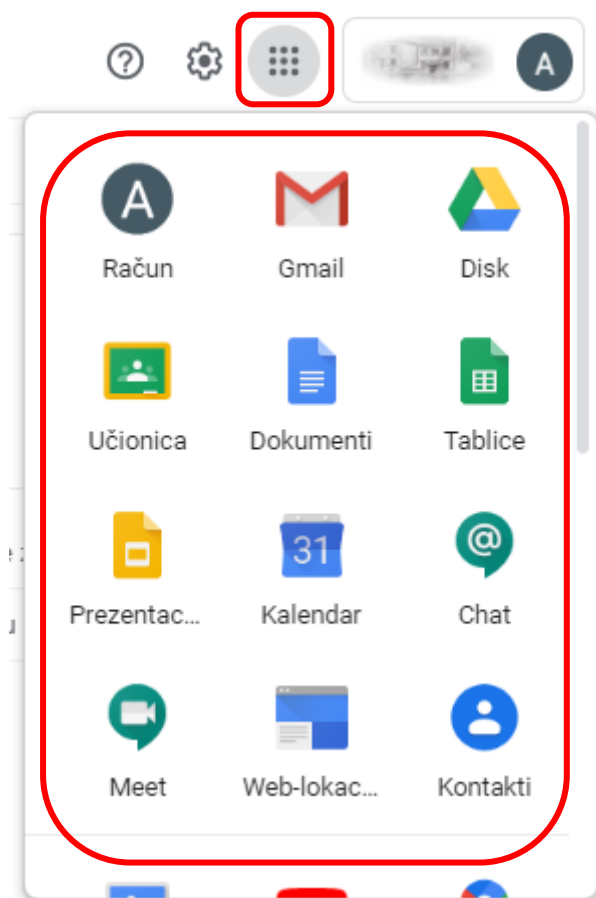 A
A
Račun Gmail Disk
Učionica Dokumenti Tablice
31 @
Prezentac... Kalendar Chat
Meet Web-lokac... Kontakti